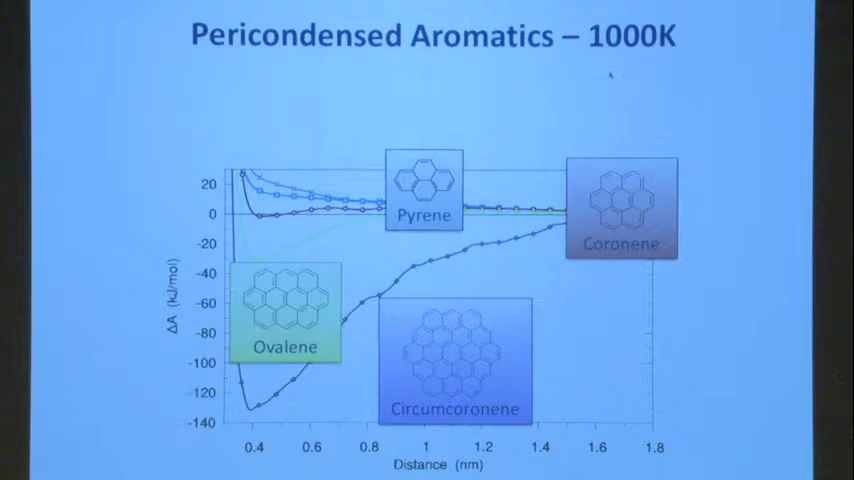 Pericondensed Aromatics – 1000K
Pyrene
Coronene
Ovalene
Circumcoronene
ΔA (kJ/mol)
20
0
-20
-40
-60
-80
-100
-120
-140
0.4 0.6 0.8 1 1.2 1.4 1.6 1.8
Distance (nm)